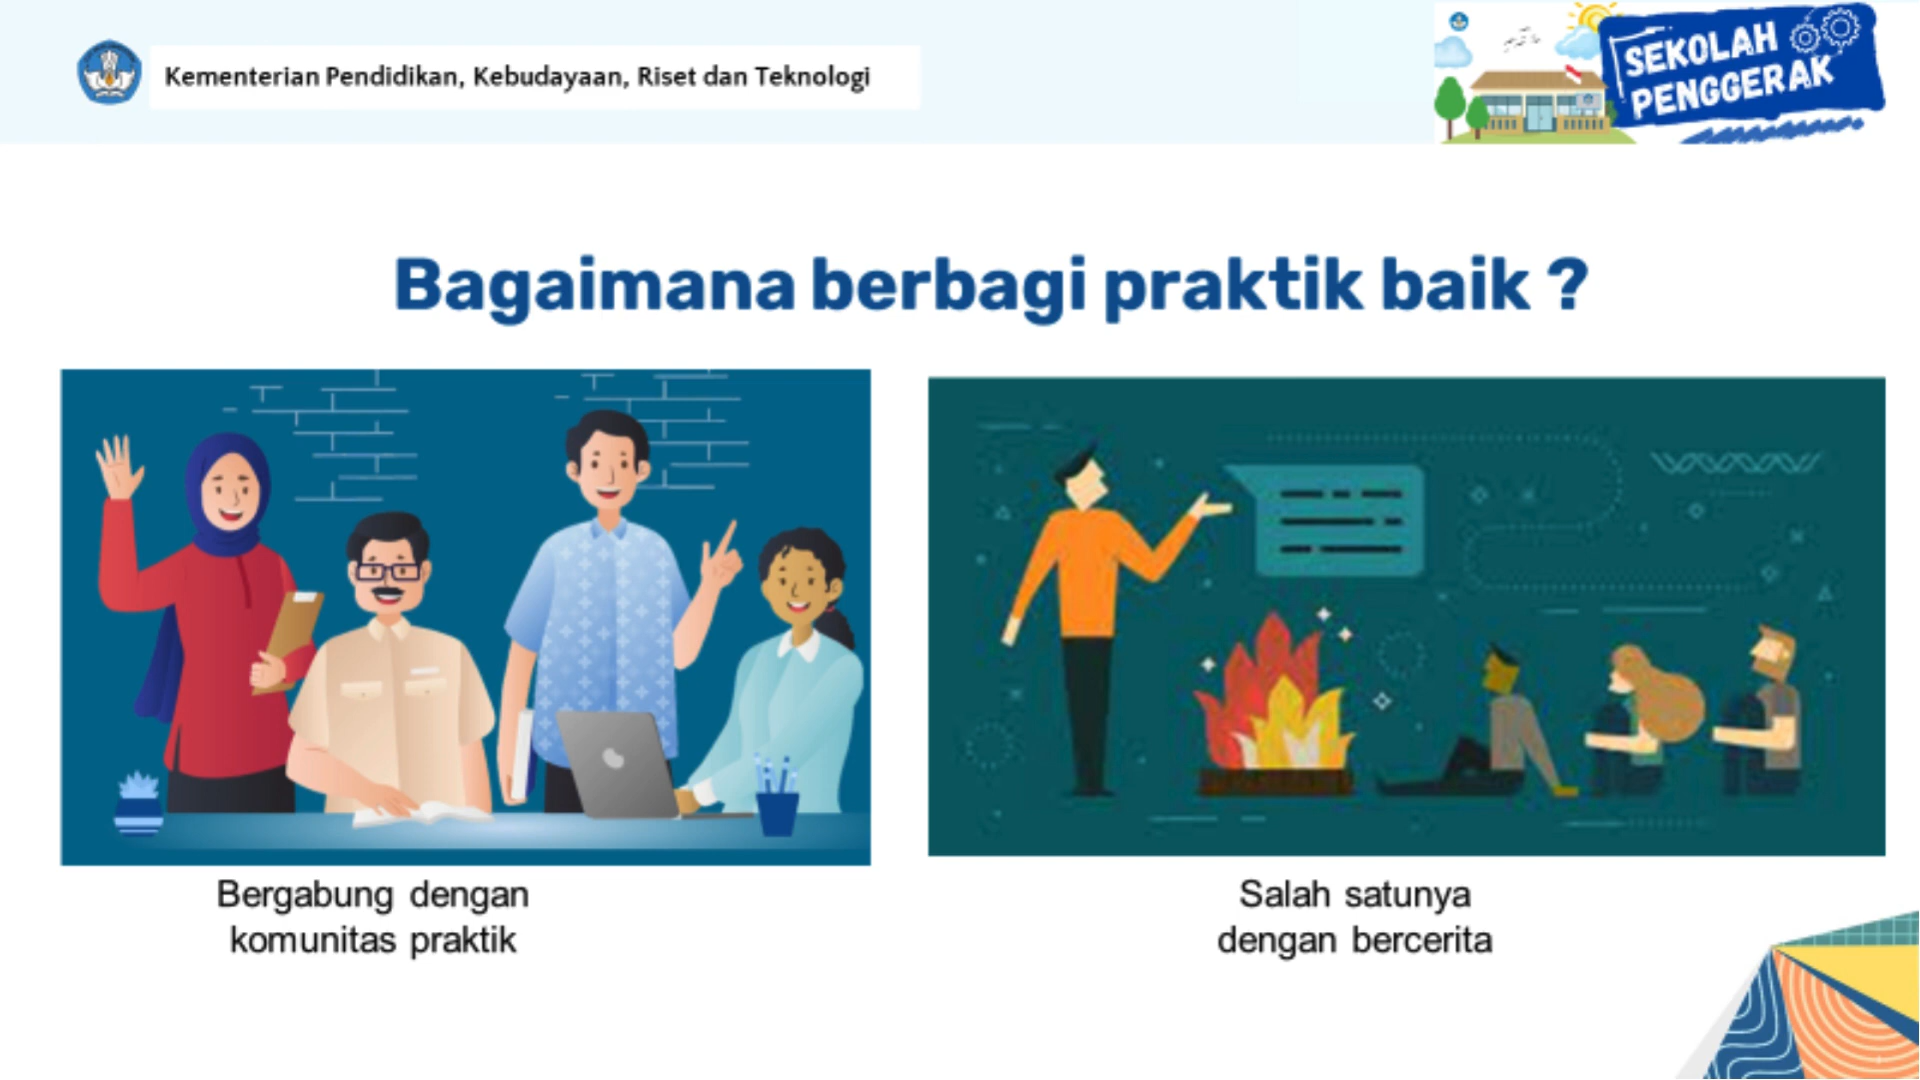 Kementerian Pendidikan, Kebudayaan, Riset dan Teknologi
SEKOLAH
PENGGERAK
Bagaimana berbagi praktik baik ?
Bergabung dengan
komunitas praktik
Salah satunya
dengan bercerita